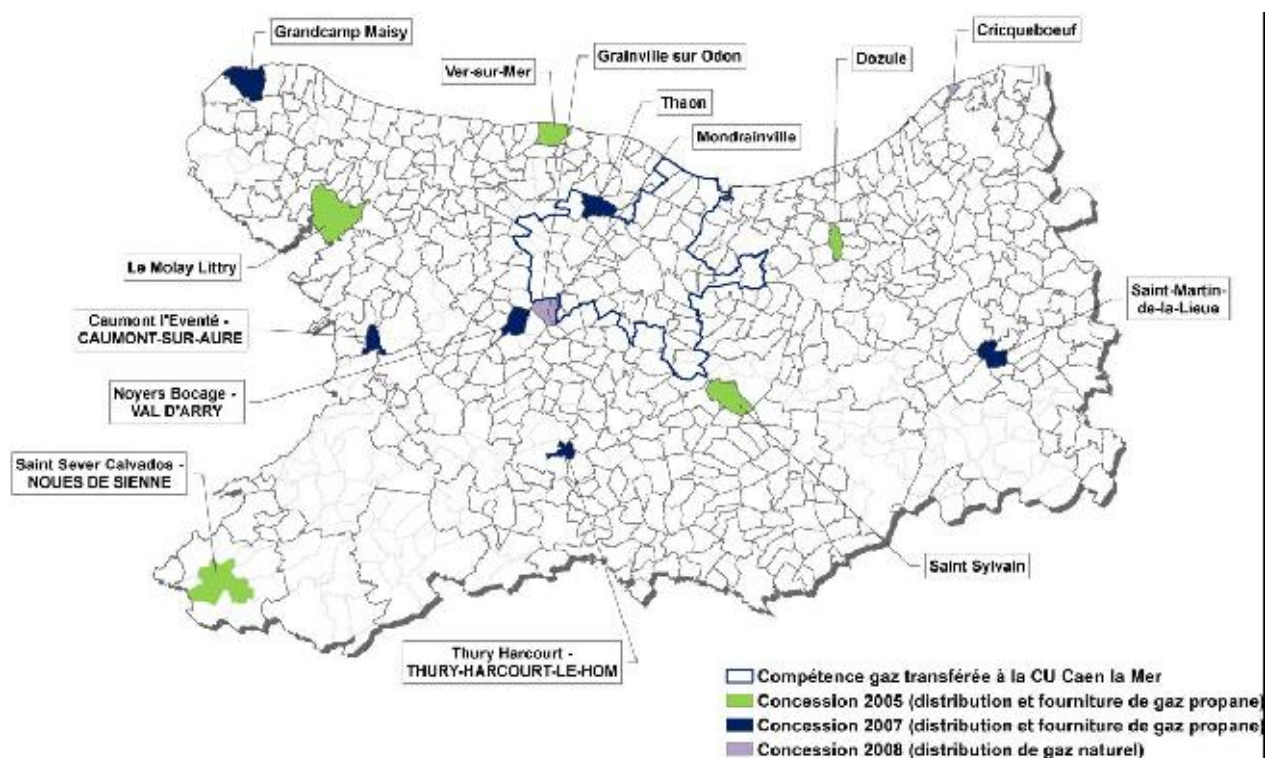 Grandcamp Maisy
Cricqueboeuf
Grainville sur Odon
Dozule
Ver-sur-Mer
Thaon
Mondrainville
Le Molay Littry
Saint-Martin-
de-la-Lieue
Caumont l'Eventé -
CAUMONT-SUR-AURE
Noyers Bocage -
VAL D'ARRY
Saint Sever Calvados -
NOUES DE SIENNE
Saint Sylvain
Thury Harcourt -
THURY-HARCOURT-LE-HOM
Compétence gaz transférée à la CU Caen la Mer
Concession 2005 (distribution et fourniture de gaz propane)
Concession 2007 (distribution et fourniture de gaz propane)
Concession 2008 (distribution de gaz naturel)